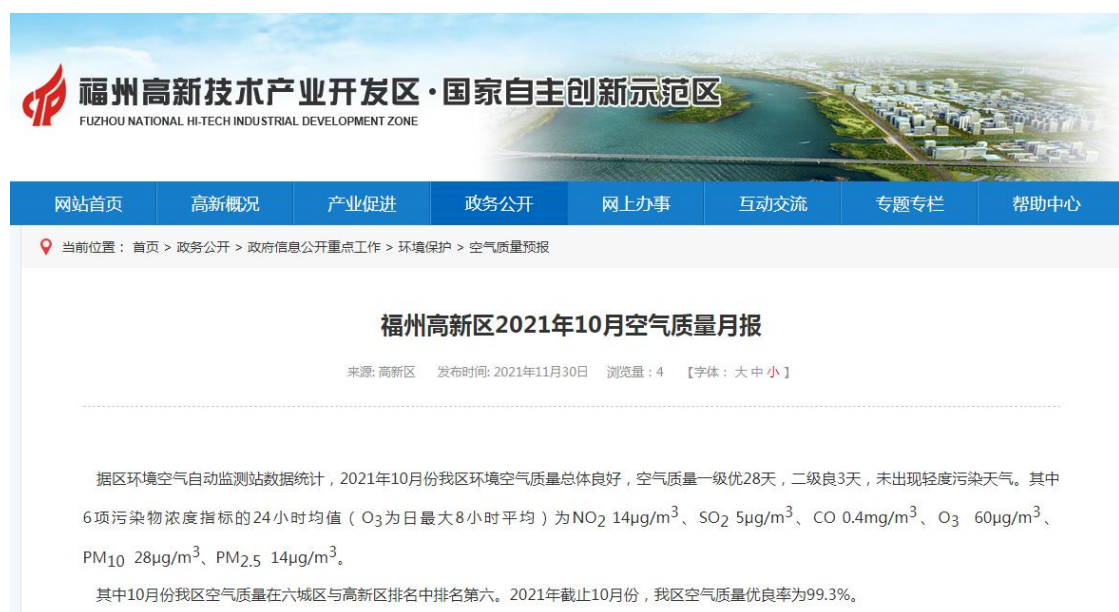 福州高新技术产业开发区·国家自主创新示范区
FUZHOU NATIONAL HI-TECH INDUSTRIAL DEVELOPMENT ZONE
网站首页 高新概况 产业促进 政务公开 网上办事 互动交流 专题专栏 帮助中心
当前位置： 首页 > 政务公开 > 政府信息公开重点工作 > 环境保护 > 空气质量预报
福州高新区2021年10月空气质量月报
来源: 高新区 发布时间: 2021年11月30日 浏览量：4 【字体： 大 中 小 】
据区环境空气自动监测站数据统计，2021年10月份我区环境空气质量总体良好，空气质量一级优28天，二级良3天，未出现轻度污染天气。其中
6项污染物浓度指标的24小时均值（O₃为日最大8小时平均）为NO₂ 14μg/m³、SO₂ 5μg/m³、CO 0.4mg/m³、O₃ 60μg/m³、
PM₁₀ 28μg/m³、PM₂.₅ 14μg/m³。
其中10月份我区空气质量在六城区与高新区排名中排名第六。2021年截止10月份，我区空气质量优良率为99.3%。